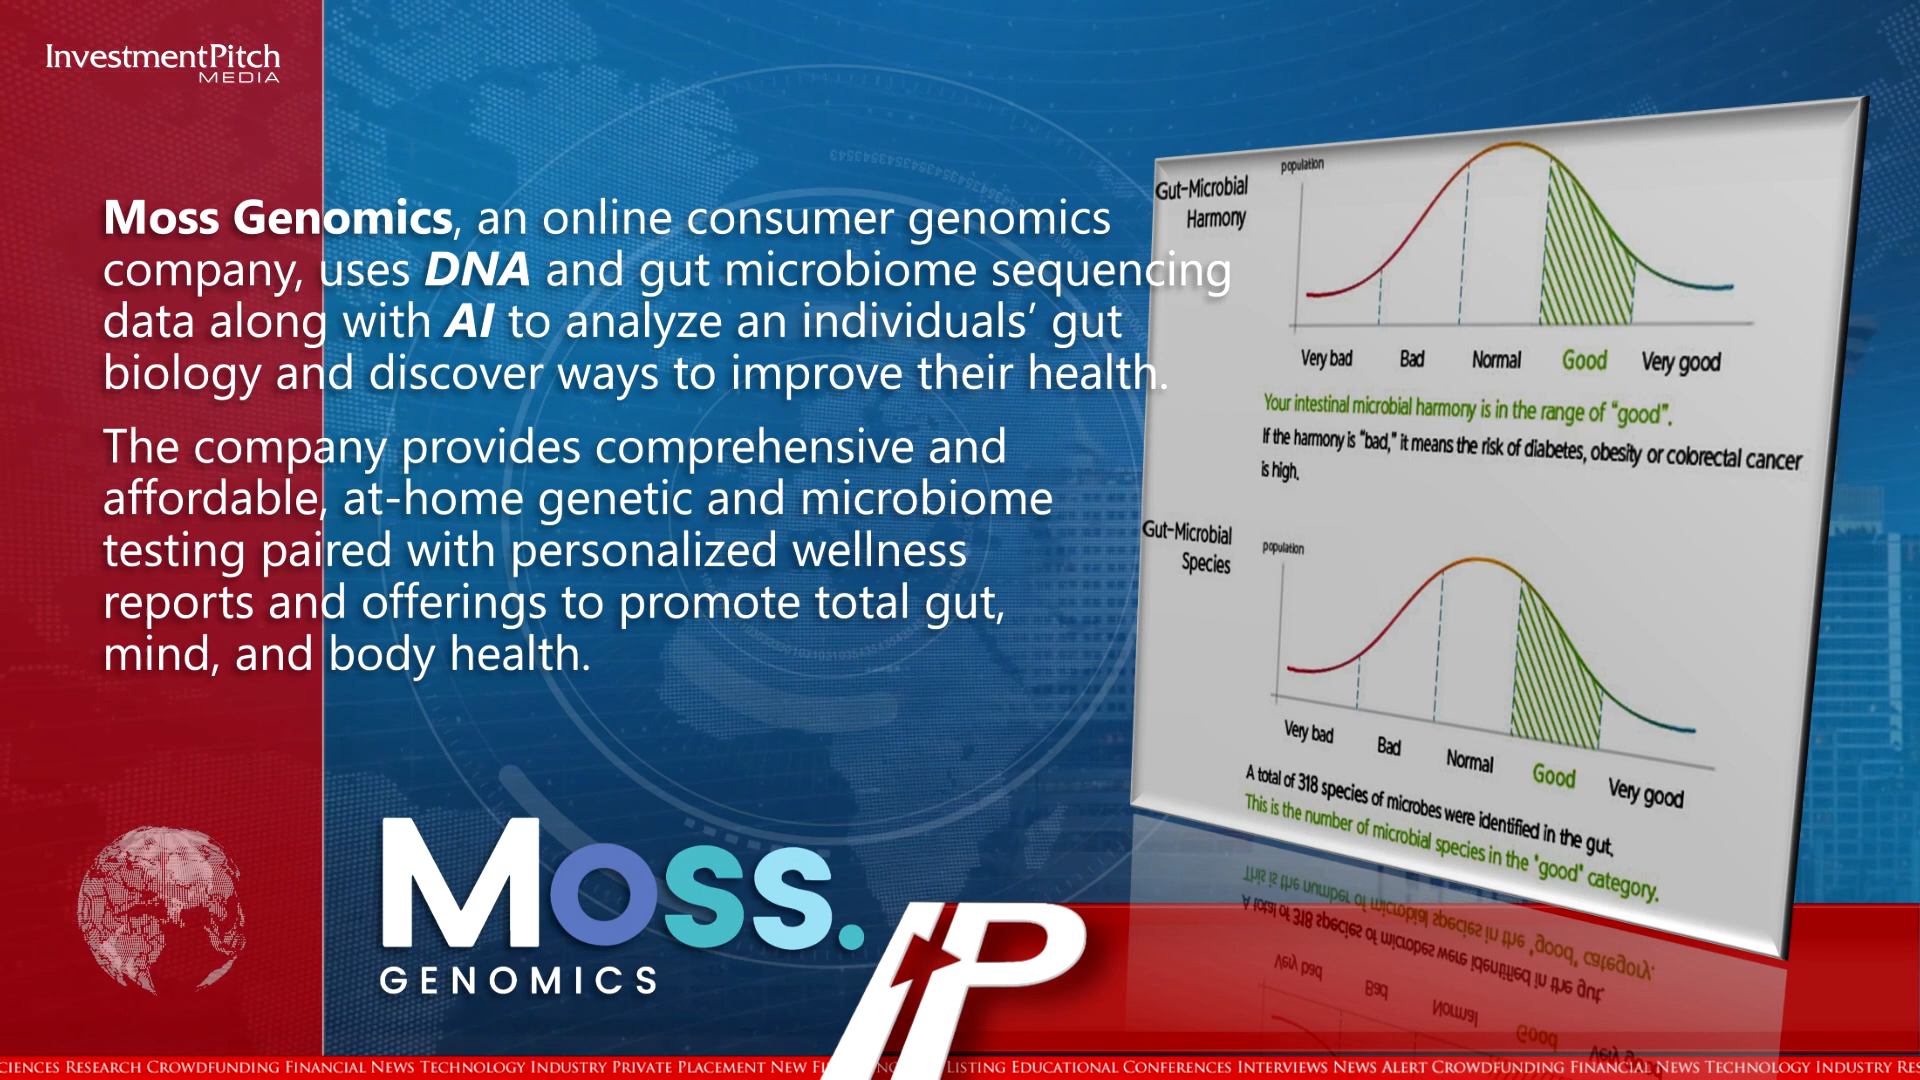 InvestmentPitch
MEDIA
Moss Genomics, an online consumer genomics
company, uses DNA and gut microbiome sequencing
data along with AI to analyze an individuals’ gut
biology and discover ways to improve their health.
The company provides comprehensive and
affordable, at-home genetic and microbiome
testing paired with personalized wellness
reports and offerings to promote total gut,
mind, and body health.
Moss.
GENOMICS
IP
population
Gut-Microbial
Harmony
Very bad Bad Normal Good Very good
Your intestinal microbial harmony is in the range of “good”.
If the harmony is “bad,” it means the risk of diabetes, obesity or colorectal cancer
is high.
Gut-Microbial
Species
population
Very bad Bad Normal Good Very good
A total of 318 species of microbes were identified in the gut.
This is the number of microbial species in the "good" category.
SCIENCES RESEARCH CROWDFUNDING FINANCIAL NEWS TECHNOLOGY INDUSTRY PRIVATE PLACEMENT NEW LISTING EDUCATIONAL CONFERENCES INTERVIEWS NEWS ALERT CROWDFUNDING FINANCIAL NEWS TECHNOLOGY INDUSTRY